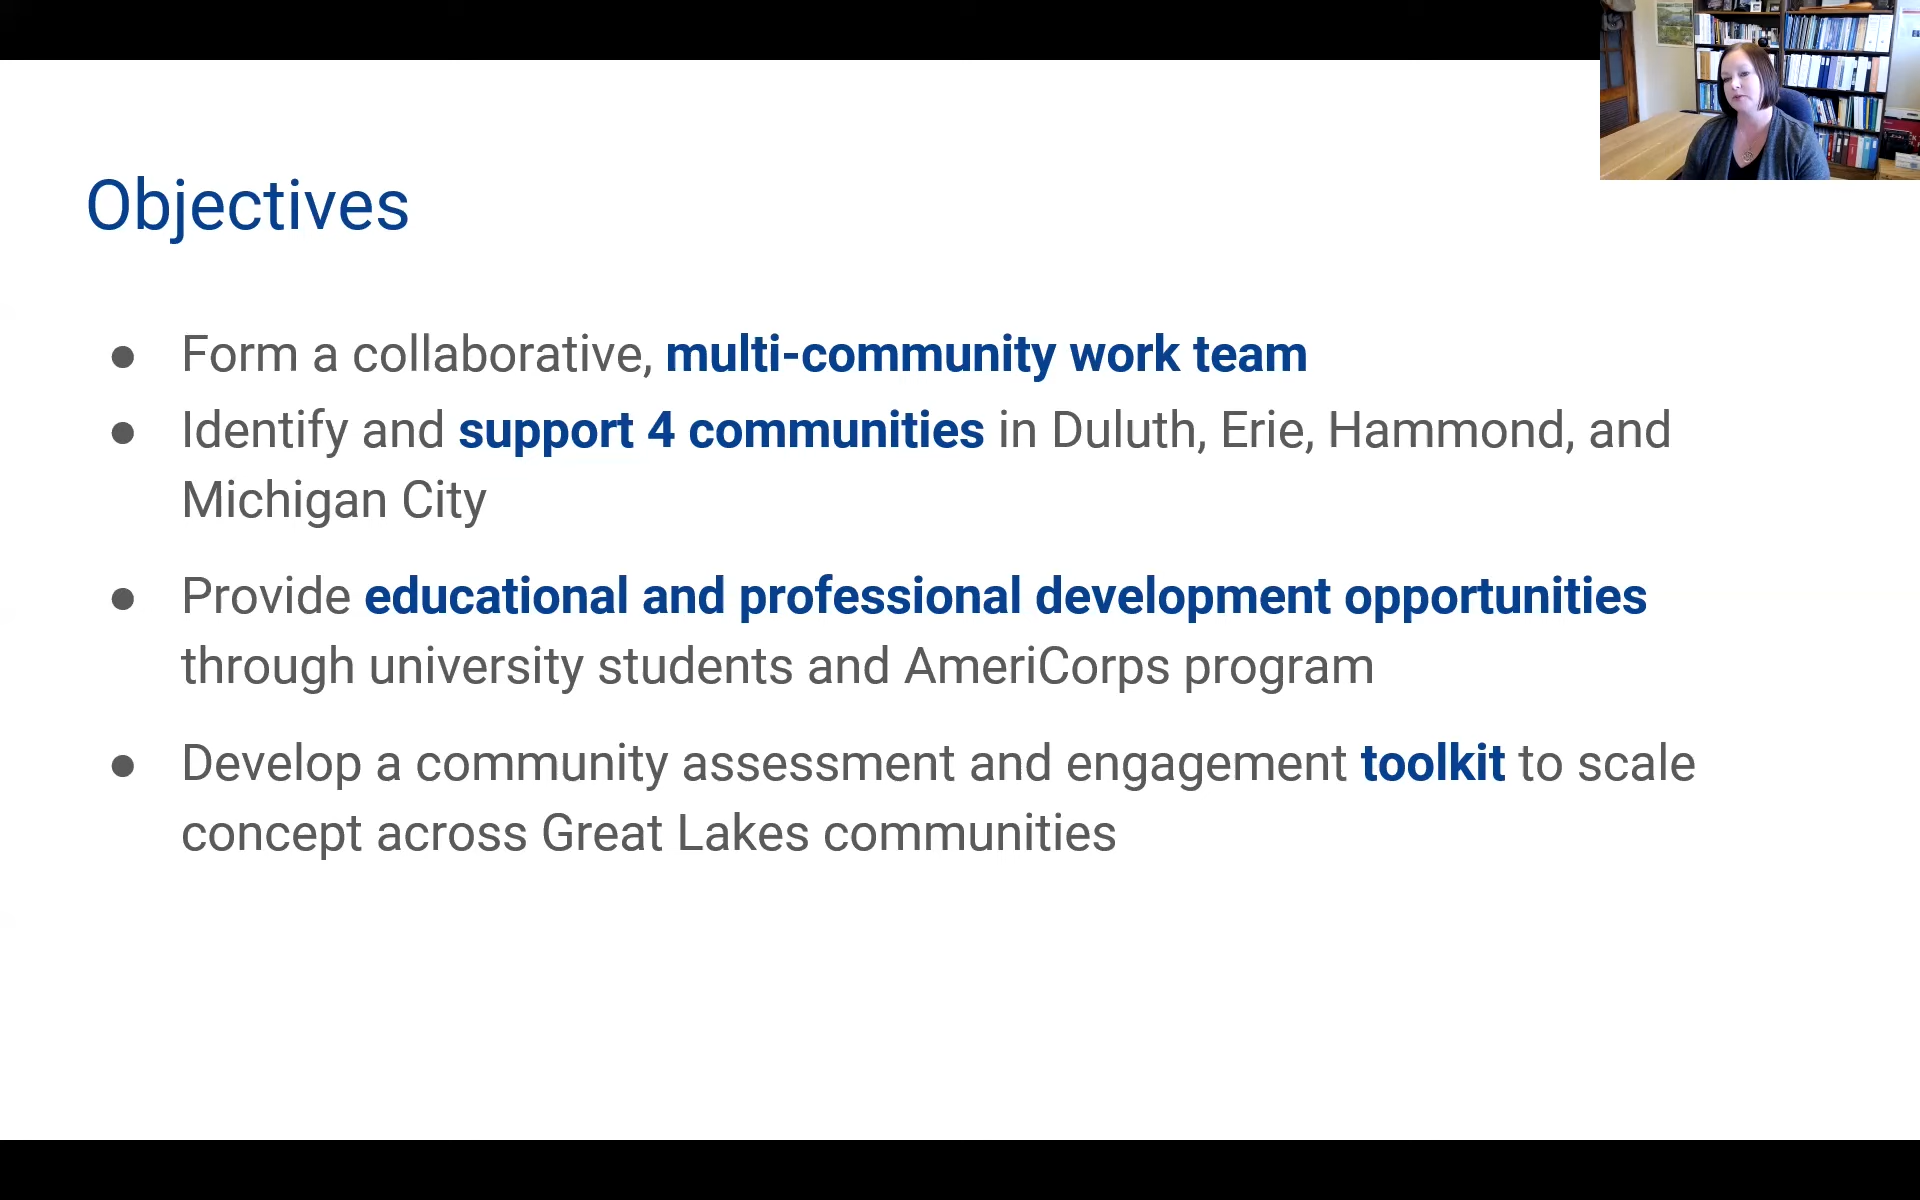 Objectives
● Form a collaborative, multi-community work team
● Identify and support 4 communities in Duluth, Erie, Hammond, and
Michigan City
● Provide educational and professional development opportunities
through university students and AmeriCorps program
● Develop a community assessment and engagement toolkit to scale
concept across Great Lakes communities